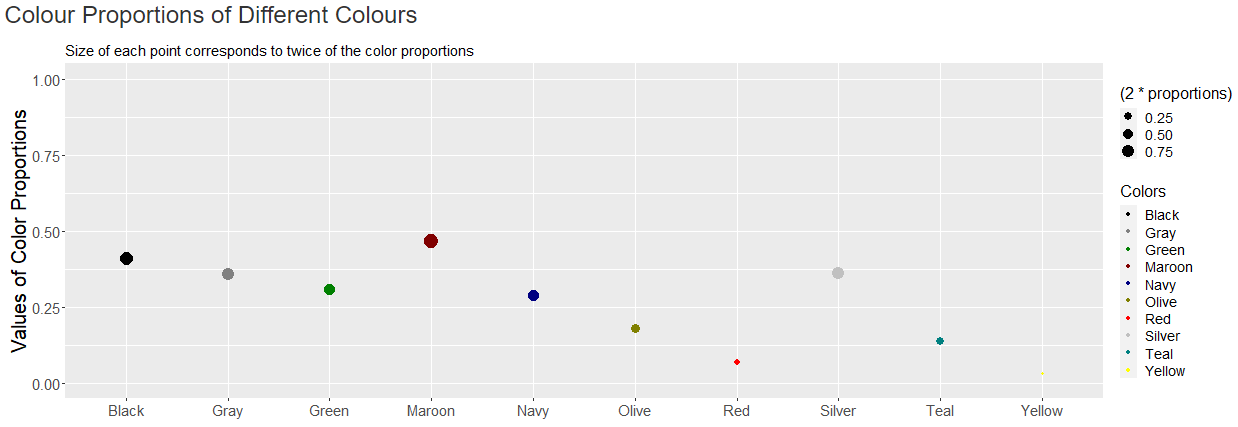 Colour Proportions of Different Colours
Size of each point corresponds to twice of the color proportions
Values of Color Proportions
1.00
0.75
0.50
0.25
0.00
Black Gray Green Maroon Navy Olive Red Silver Teal Yellow
(2 * proportions)
0.25
0.50
0.75
Colors
Black
Gray
Green
Maroon
Navy
Olive
Red
Silver
Teal
Yellow